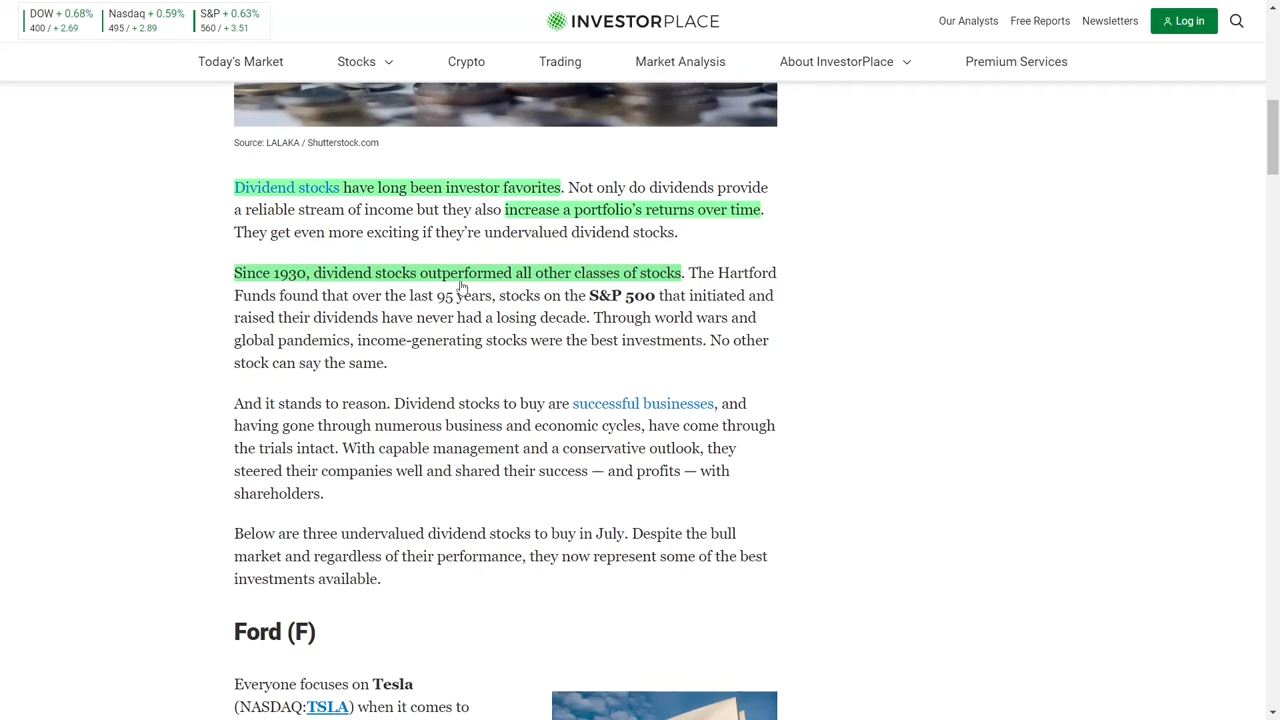 DOW + 0.68%
400 / + 2.69
Nasdaq + 0.59%
495 / + 2.89
S&P + 0.63%
560 / + 3.51
INVESTORPLACE
Our Analysts
Free Reports
Newsletters
Log in
Today's Market
Stocks
Crypto
Trading
Market Analysis
About InvestorPlace
Premium Services
Source: LALAKA / Shutterstock.com
Dividend stocks have long been investor favorites. Not only do dividends provide
a reliable stream of income but they also increase a portfolio's returns over time.
They get even more exciting if they're undervalued dividend stocks.
Since 1930, dividend stocks outperformed all other classes of stocks. The Hartford
Funds found that over the last 95 years, stocks on the S&P 500 that initiated and
raised their dividends have never had a losing decade. Through world wars and
global pandemics, income-generating stocks were the best investments. No other
stock can say the same.
And it stands to reason. Dividend stocks to buy are successful businesses, and
having gone through numerous business and economic cycles, have come through
the trials intact. With capable management and a conservative outlook, they
steered their companies well and shared their success — and profits — with
shareholders.
Below are three undervalued dividend stocks to buy in July. Despite the bull
market and regardless of their performance, they now represent some of the best
investments available.
Ford (F)
Everyone focuses on Tesla
(NASDAQ:TSLA) when it comes to